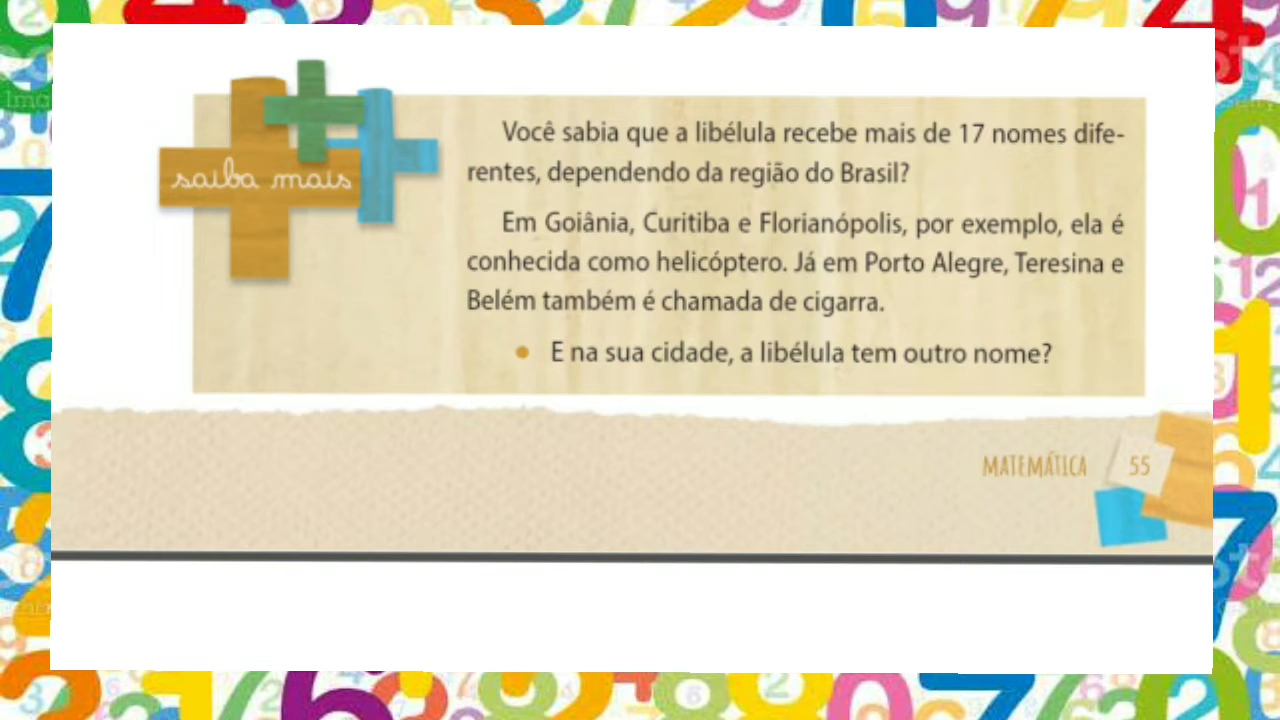 saiba mais
Você sabia que a libélula recebe mais de 17 nomes dife-
rentes, dependendo da região do Brasil?
Em Goiânia, Curitiba e Florianópolis, por exemplo, ela é
conhecida como helicóptero. Já em Porto Alegre, Teresina e
Belém também é chamada de cigarra.
• E na sua cidade, a libélula tem outro nome?
MATEMÁTICA 55